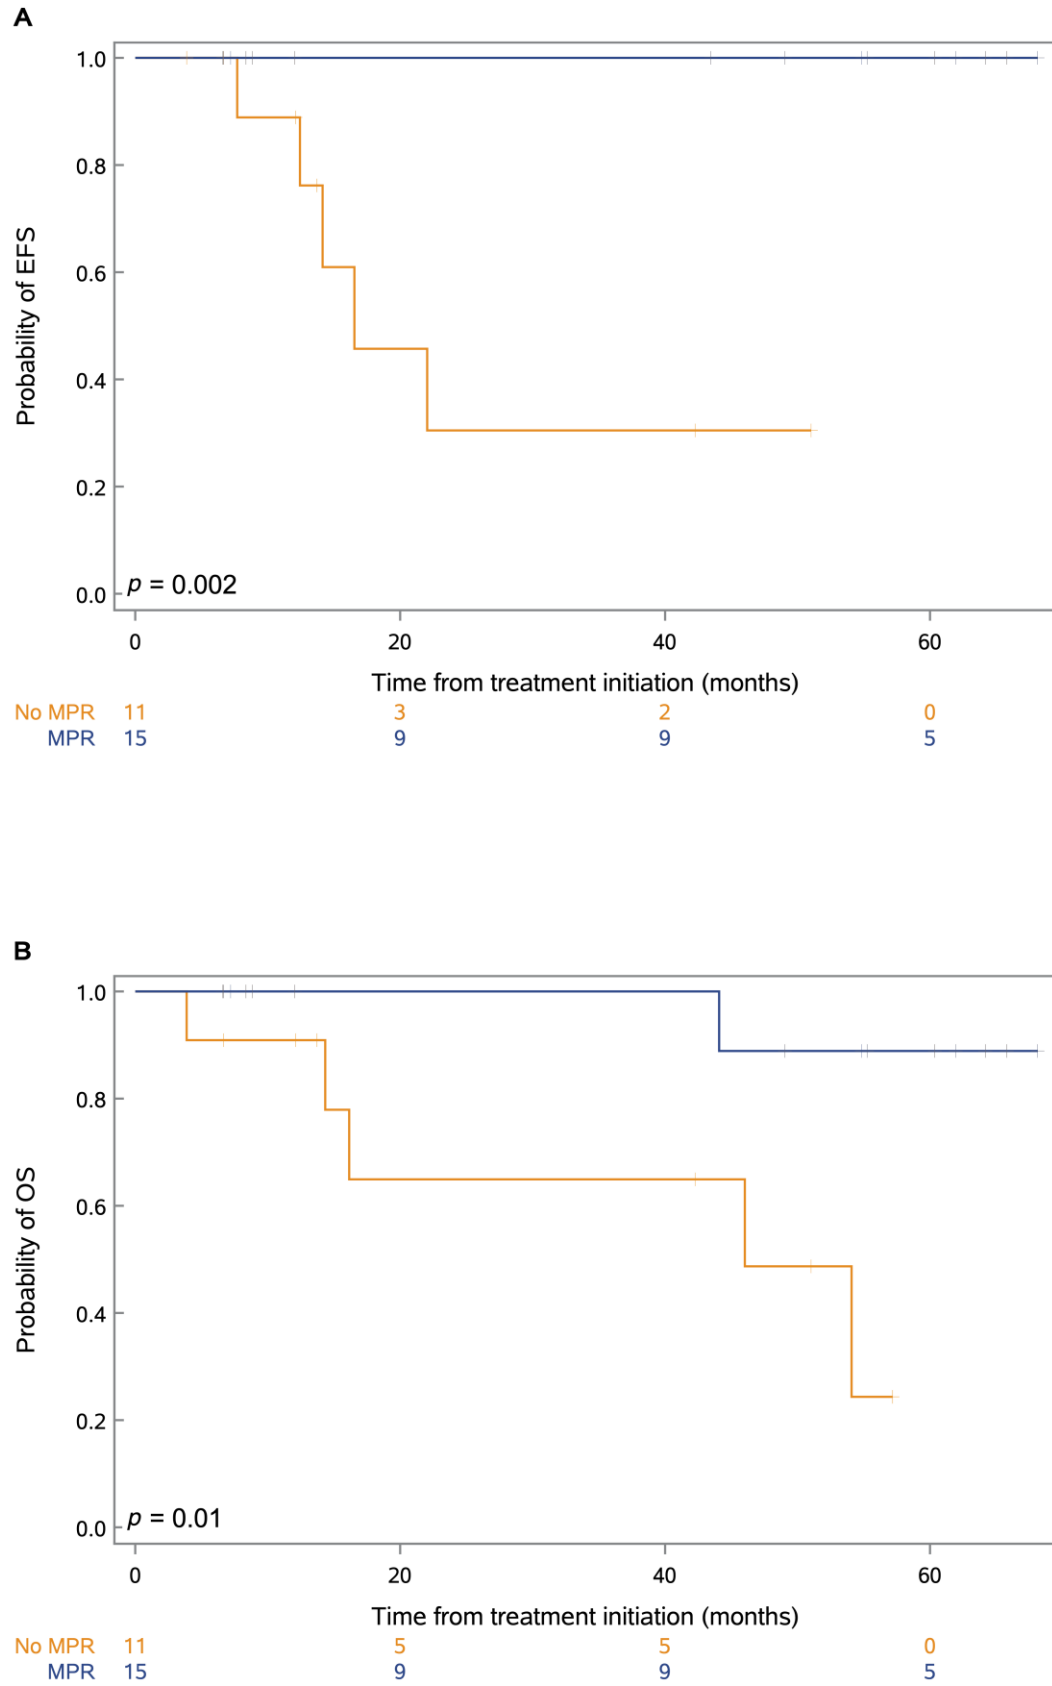 A
1.0
0.8
0.6
0.4
0.2
0.0
Probability of EFS
p = 0.002
0 20 40 60
Time from treatment initiation (months)
No MPR 11 3 2 0
MPR 15 9 9 5
B
1.0
0.8
0.6
0.4
0.2
0.0
Probability of OS
p = 0.01
0 20 40 60
Time from treatment initiation (months)
No MPR 11 5 5 0
MPR 15 9 9 5